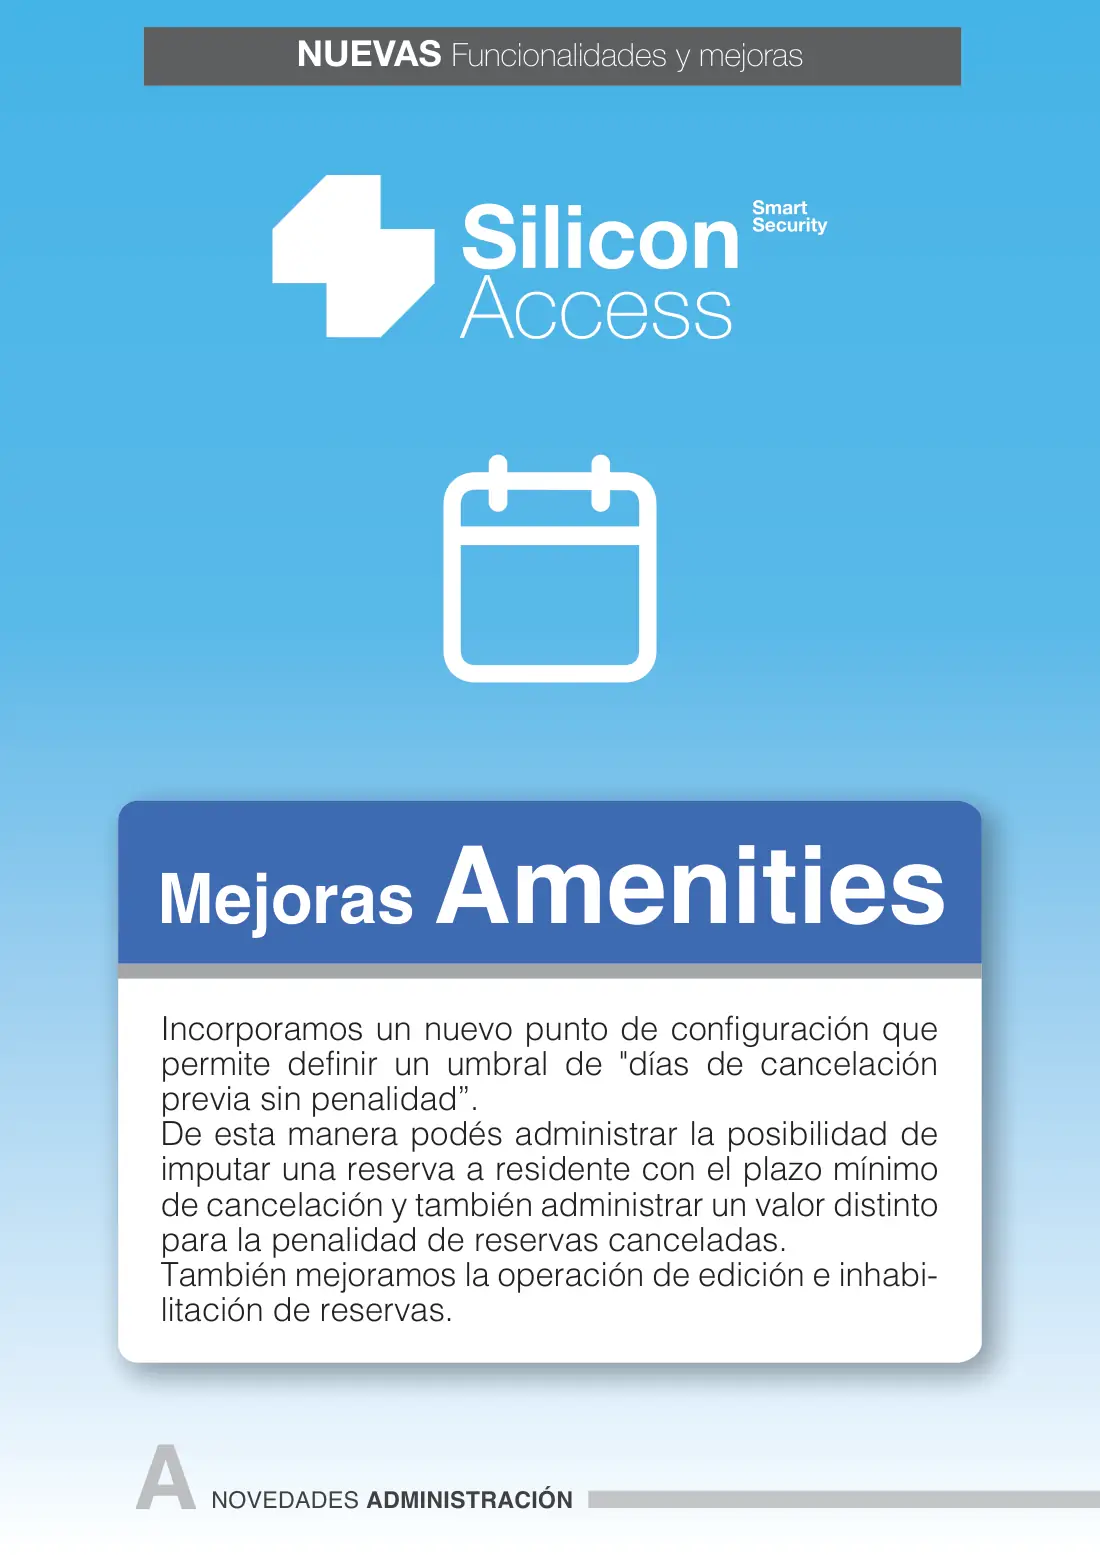 NUEVAS Funcionalidades y mejoras
Silicon
Smart
Security
Access
Mejoras Amenities
Incorporamos un nuevo punto de configuración que
permite definir un umbral de "días de cancelación
previa sin penalidad”.
De esta manera podés administrar la posibilidad de
imputar una reserva a residente con el plazo mínimo
de cancelación y también administrar un valor distinto
para la penalidad de reservas canceladas.
También mejoramos la operación de edición e inhabi-
litación de reservas.
A NOVEDADES ADMINISTRACIÓN